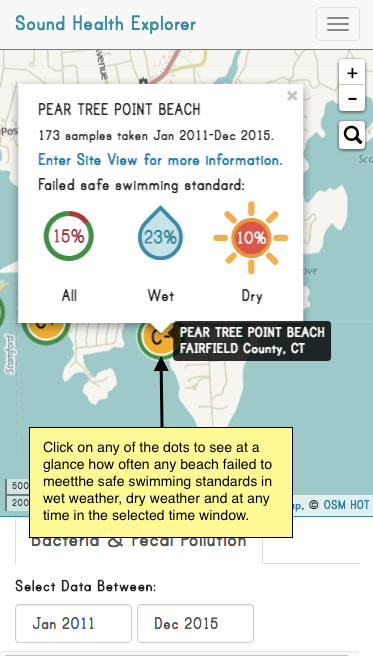 Sound Health Explorer
+
-
Pos
PEAR TREE POINT BEACH
173 samples taken Jan 2011-Dec 2015.
Enter Site View for more information.
Failed safe swimming standard:
15%
23%
10%
All
Wet
Dry
ove
C-
PEAR TREE POINT BEACH
FAIRFIELD County, CT
Stamford
Click on any of the dots to see at a
glance how often any beach failed to
meetthe safe swimming standards in
wet weather, dry weather and at any
time in the selected time window.
500
200
ap, © OSM HOT
Bacteria & Fecal Pollution
Select Data Between:
Jan 2011
Dec 2015